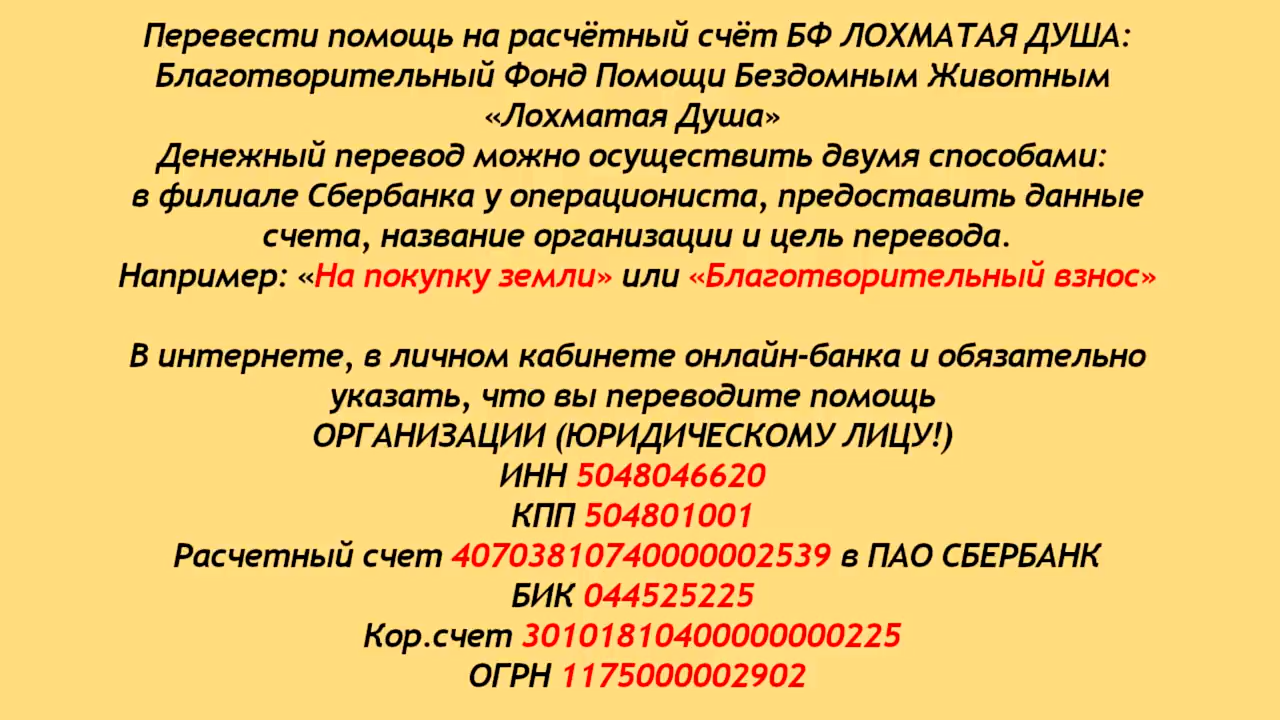 Перевести помощь на расчётный счёт БФ ЛОХМАТАЯ ДУША:
Благотворительный Фонд Помощи Бездомным Животным
«Лохматая Душа»
Денежный перевод можно осуществить двумя способами:
в филиале Сбербанка у операциониста, предоставить данные
счета, название организации и цель перевода.
Например: «На покупку земли» или «Благотворительный взнос»
В интернете, в личном кабинете онлайн-банка и обязательно
указать, что вы переводите помощь
ОРГАНИЗАЦИИ (ЮРИДИЧЕСКОМУ ЛИЦУ!)
ИНН 5048046620
КПП 504801001
Расчетный счет 40703810740000002539 в ПАО СБЕРБАНК
БИК 044525225
Кор.счет 30101810400000000225
ОГРН 1175000002902